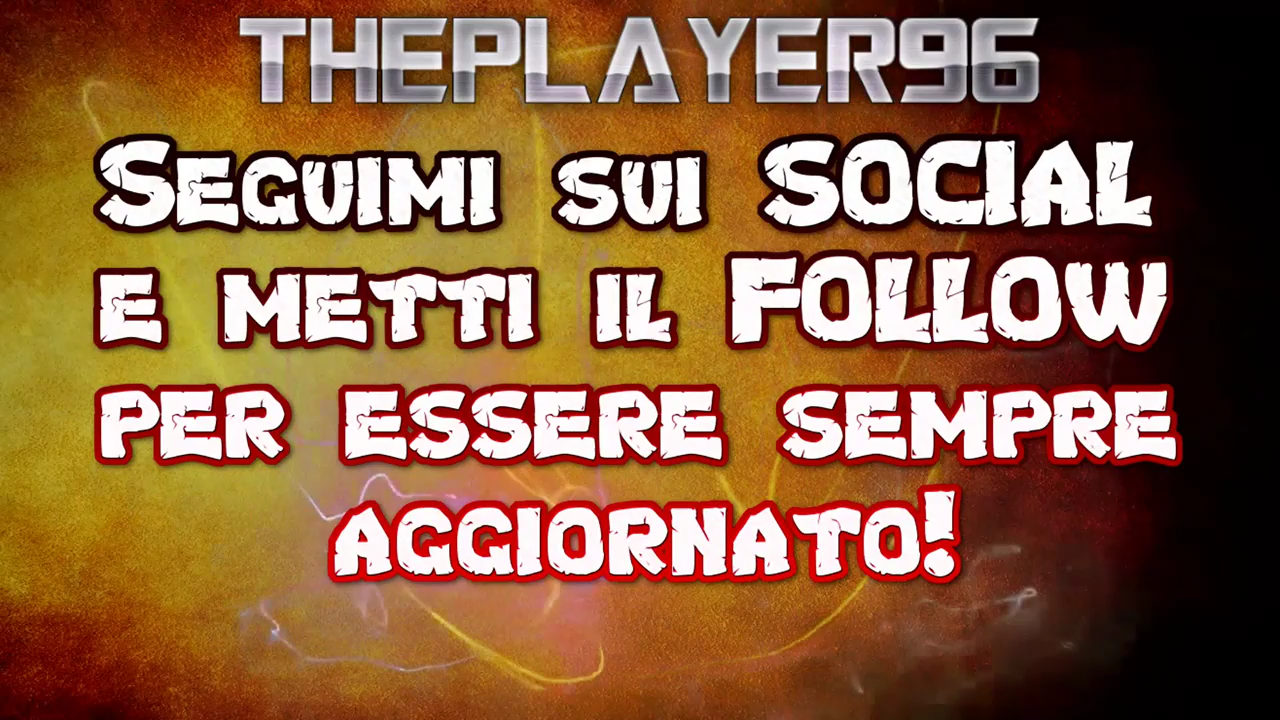 THEPLAYER96
SEGUIMI SUI SOCIAL
E METTI IL FOLLOW
PER ESSERE SEMPRE
AGGIORNATO!